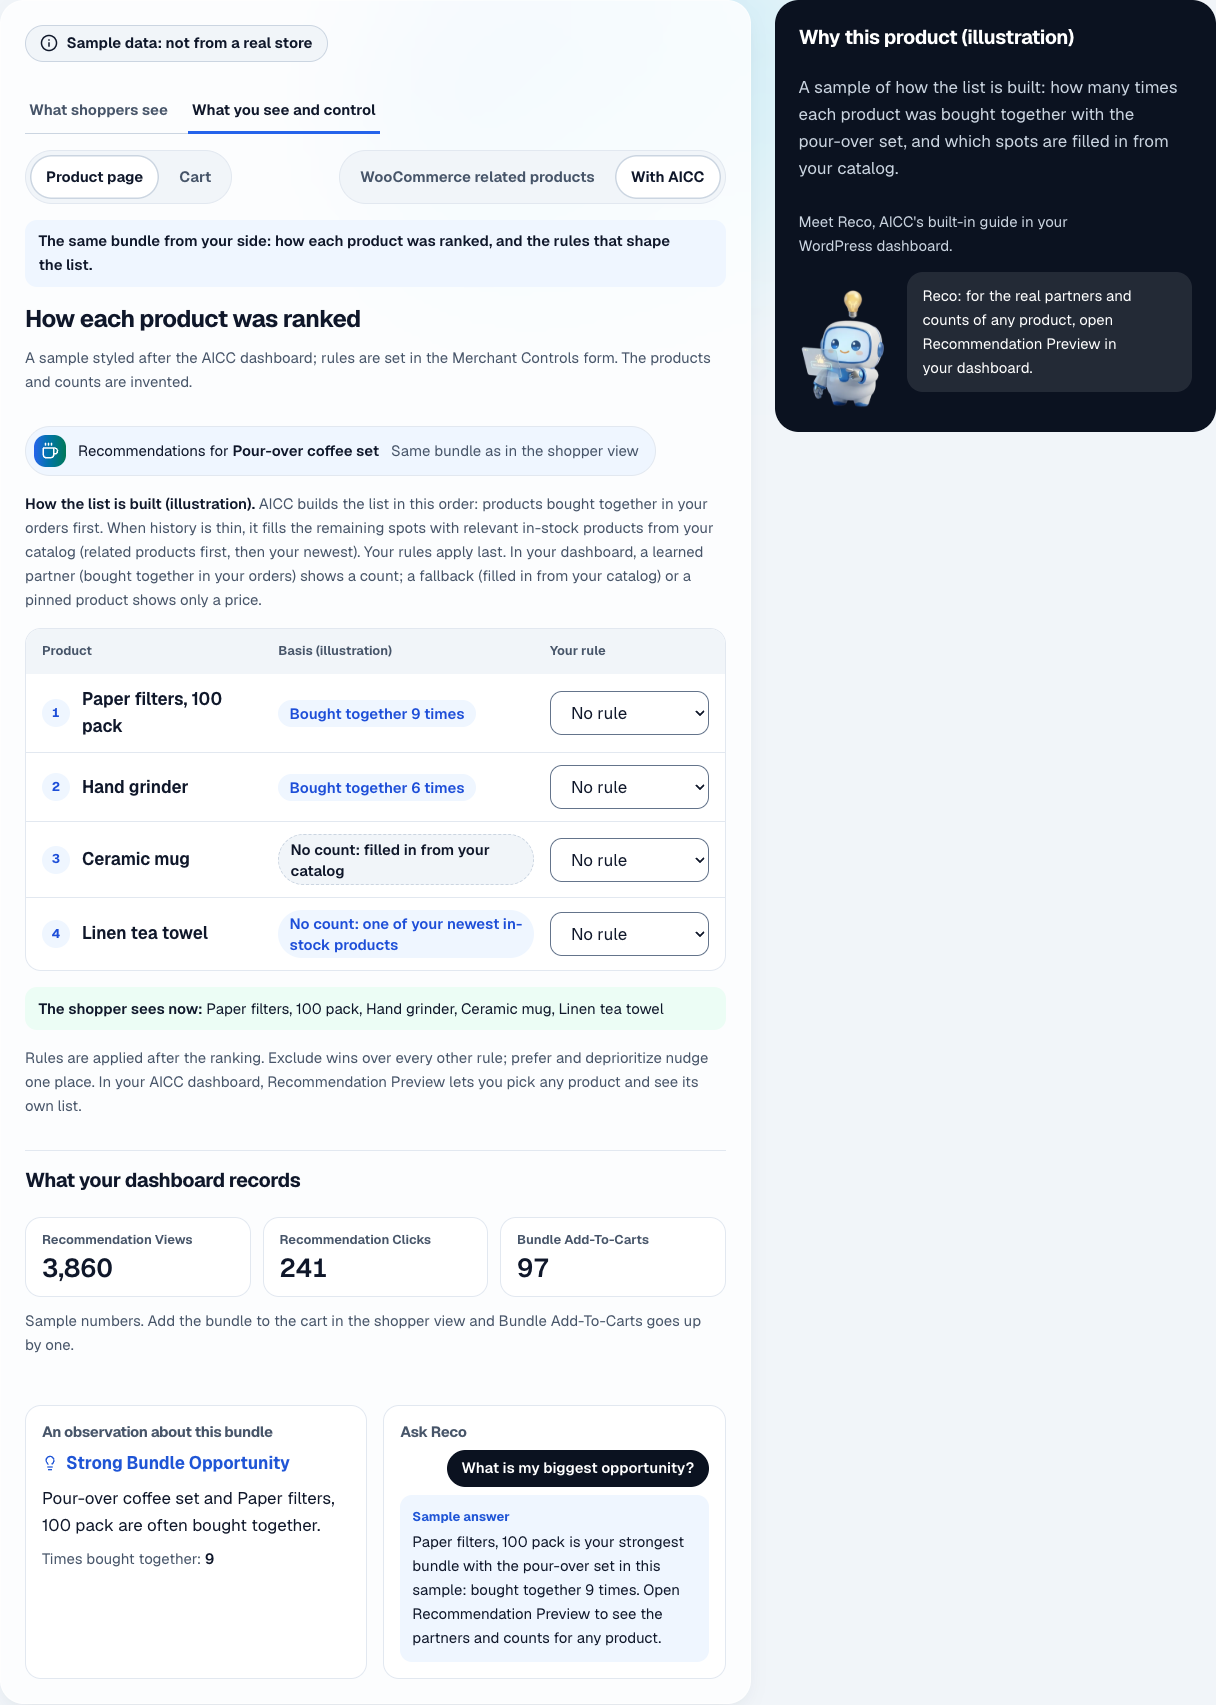 Sample data: not from a real store
What shoppers see
What you see and control
Product page
Cart
WooCommerce related products
With AICC
The same bundle from your side: how each product was ranked, and the rules that shape
the list.
How each product was ranked
A sample styled after the AICC dashboard; rules are set in the Merchant Controls form. The products
and counts are invented.
Recommendations for Pour-over coffee set
Same bundle as in the shopper view
How the list is built (illustration). AICC builds the list in this order: products bought together in your
orders first. When history is thin, it fills the remaining spots with relevant in-stock products from your
catalog (related products first, then your newest). Your rules apply last. In your dashboard, a learned
partner (bought together in your orders) shows a count; a fallback (filled in from your catalog) or a
pinned product shows only a price.
Product
Basis (illustration)
Your rule
1
Paper filters, 100
pack
Bought together 9 times
No rule
2
Hand grinder
Bought together 6 times
No rule
3
Ceramic mug
No count: filled in from your
catalog
No rule
4
Linen tea towel
No count: one of your newest in-
stock products
No rule
The shopper sees now: Paper filters, 100 pack, Hand grinder, Ceramic mug, Linen tea towel
Rules are applied after the ranking. Exclude wins over every other rule; prefer and deprioritize nudge
one place. In your AICC dashboard, Recommendation Preview lets you pick any product and see its
own list.
What your dashboard records
Recommendation Views
3,860
Recommendation Clicks
241
Bundle Add-To-Carts
97
Sample numbers. Add the bundle to the cart in the shopper view and Bundle Add-To-Carts goes up
by one.
An observation about this bundle
Strong Bundle Opportunity
Pour-over coffee set and Paper filters,
100 pack are often bought together.
Times bought together: 9
Ask Reco
What is my biggest opportunity?
Sample answer
Paper filters, 100 pack is your strongest
bundle with the pour-over set in this
sample: bought together 9 times. Open
Recommendation Preview to see the
partners and counts for any product.
Why this product (illustration)
A sample of how the list is built: how many times
each product was bought together with the
pour-over set, and which spots are filled in from
your catalog.
Meet Reco, AICC's built-in guide in your
WordPress dashboard.
Reco: for the real partners and
counts of any product, open
Recommendation Preview in
your dashboard.